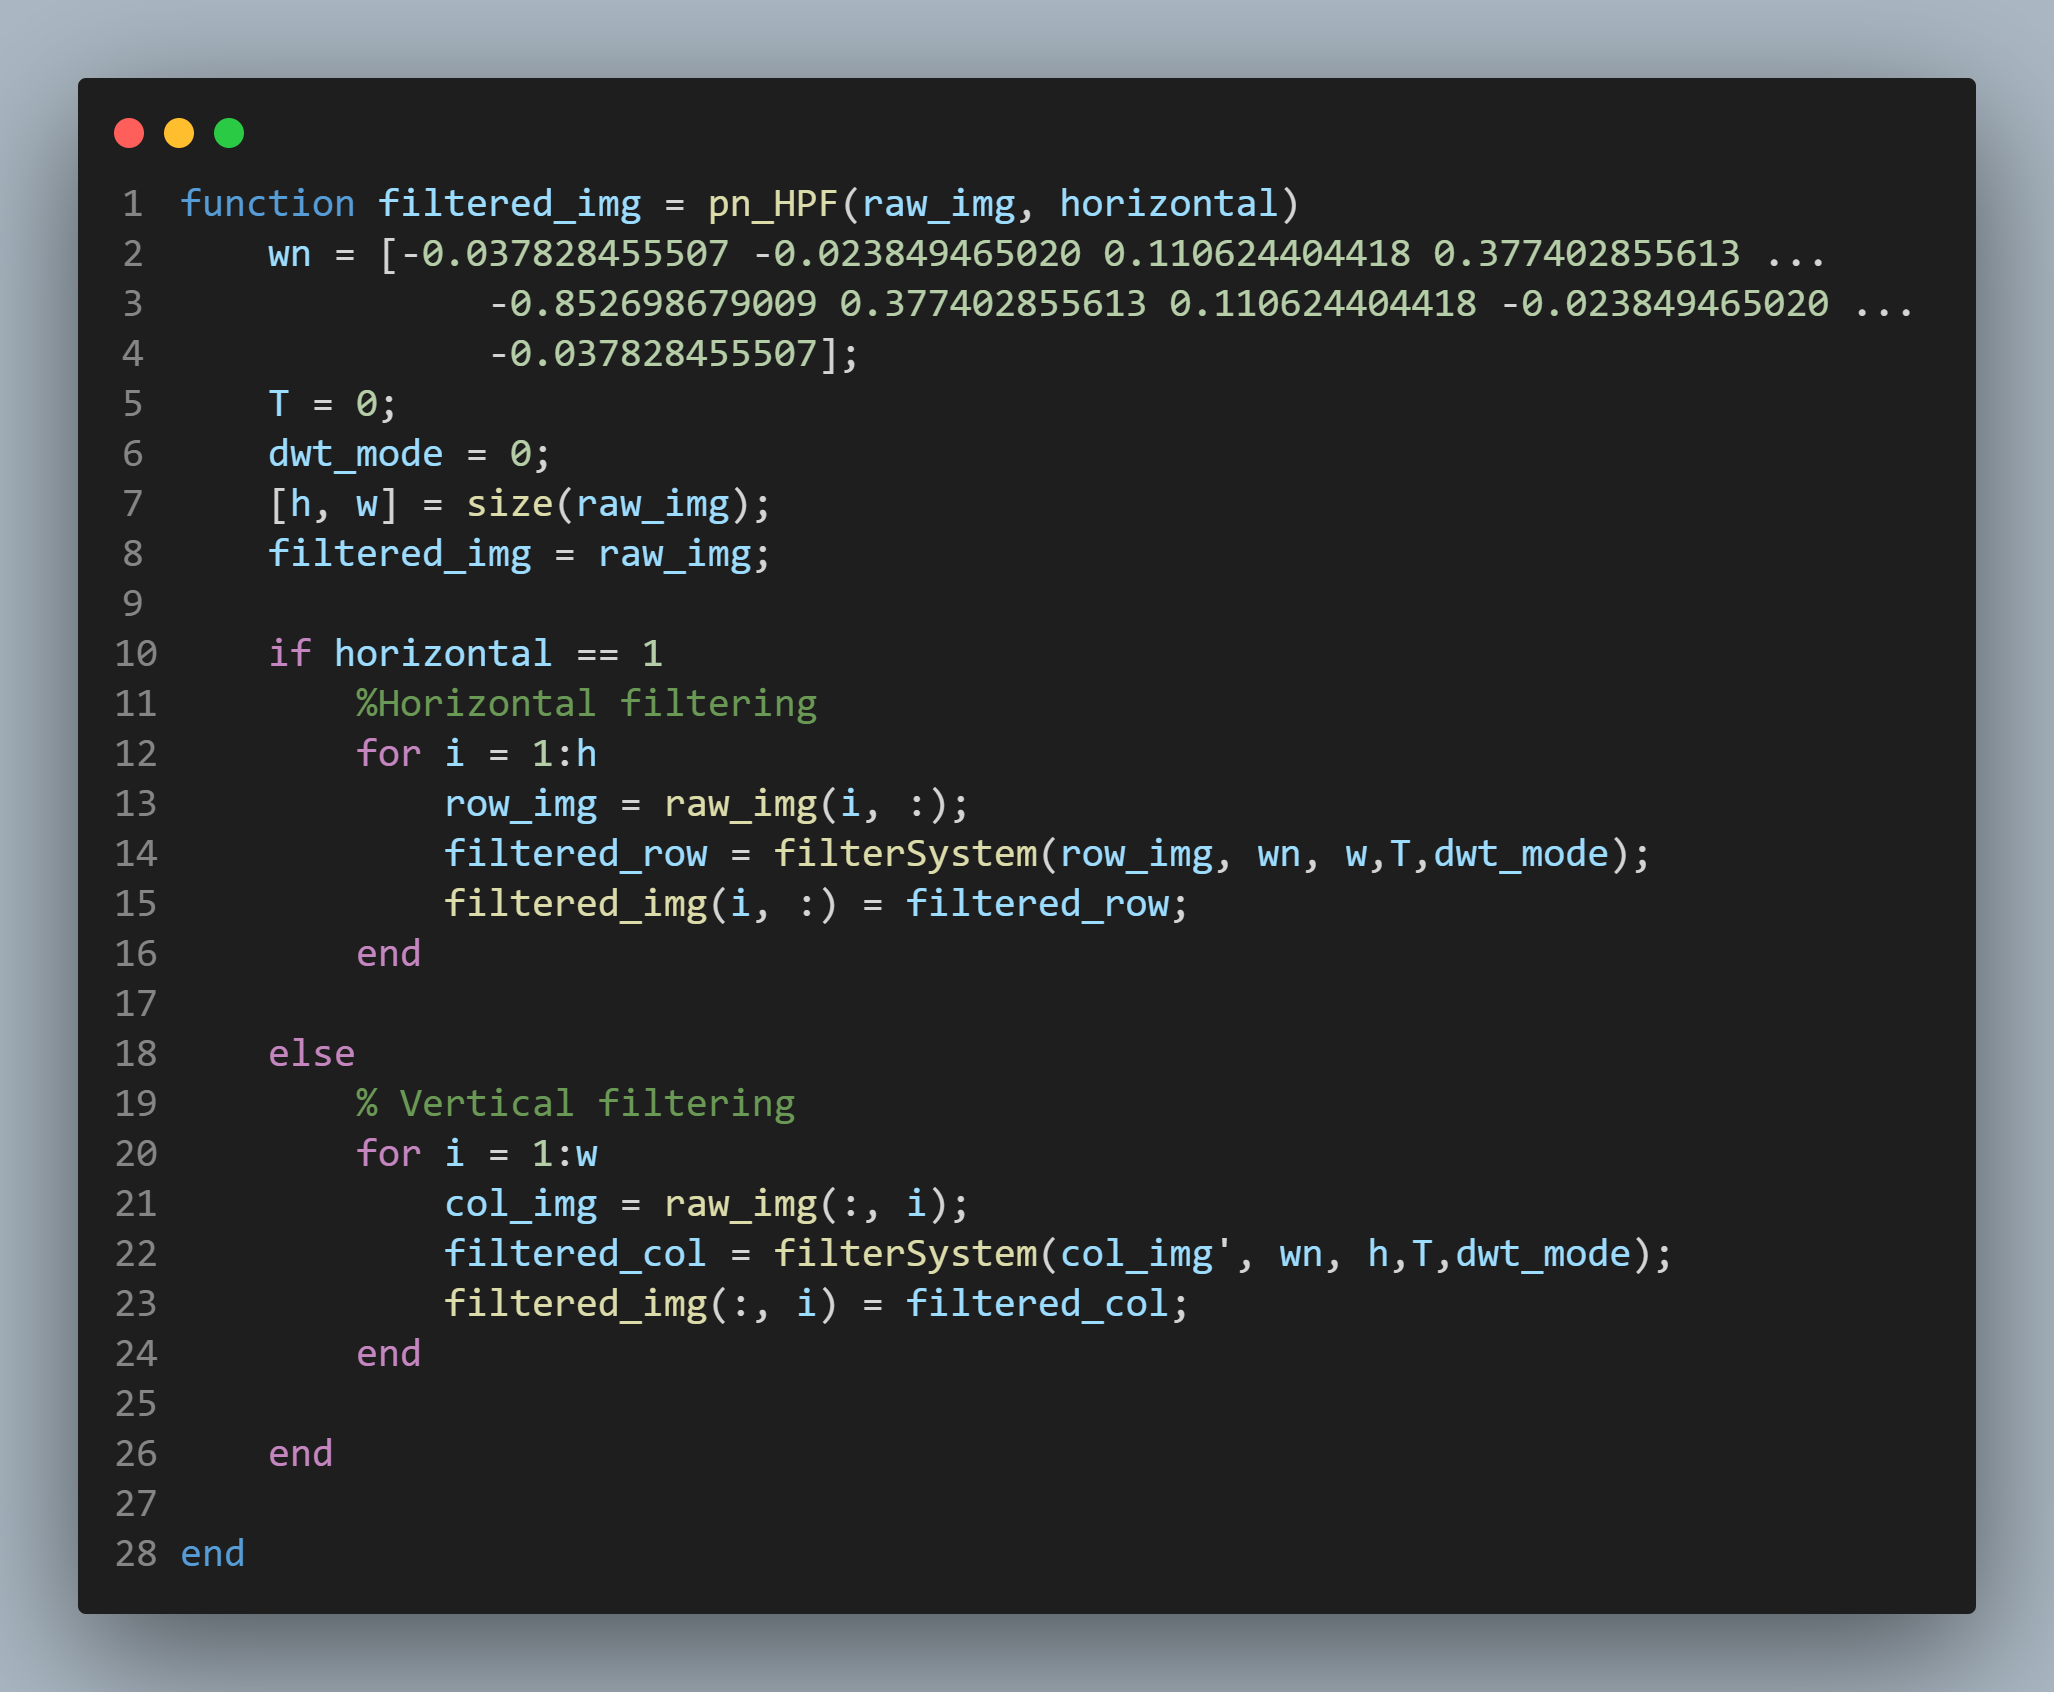 1 function filtered_img = pn_HPF(raw_img, horizontal)
2     wn = [-0.037828455507 -0.023849465020 0.110624404418 0.377402855613 ...
3               -0.852698679009 0.377402855613 0.110624404418 -0.023849465020 ...
4               -0.037828455507];
5     T = 0;
6     dwt_mode = 0;
7     [h, w] = size(raw_img);
8     filtered_img = raw_img;
9
10     if horizontal == 1
11         %Horizontal filtering
12         for i = 1:h
13             row_img = raw_img(i, :);
14             filtered_row = filterSystem(row_img, wn, w,T,dwt_mode);
15             filtered_img(i, :) = filtered_row;
16         end
17
18     else
19         % Vertical filtering
20         for i = 1:w
21             col_img = raw_img(:, i);
22             filtered_col = filterSystem(col_img', wn, h,T,dwt_mode);
23             filtered_img(:, i) = filtered_col;
24         end
25
26     end
27
28 end